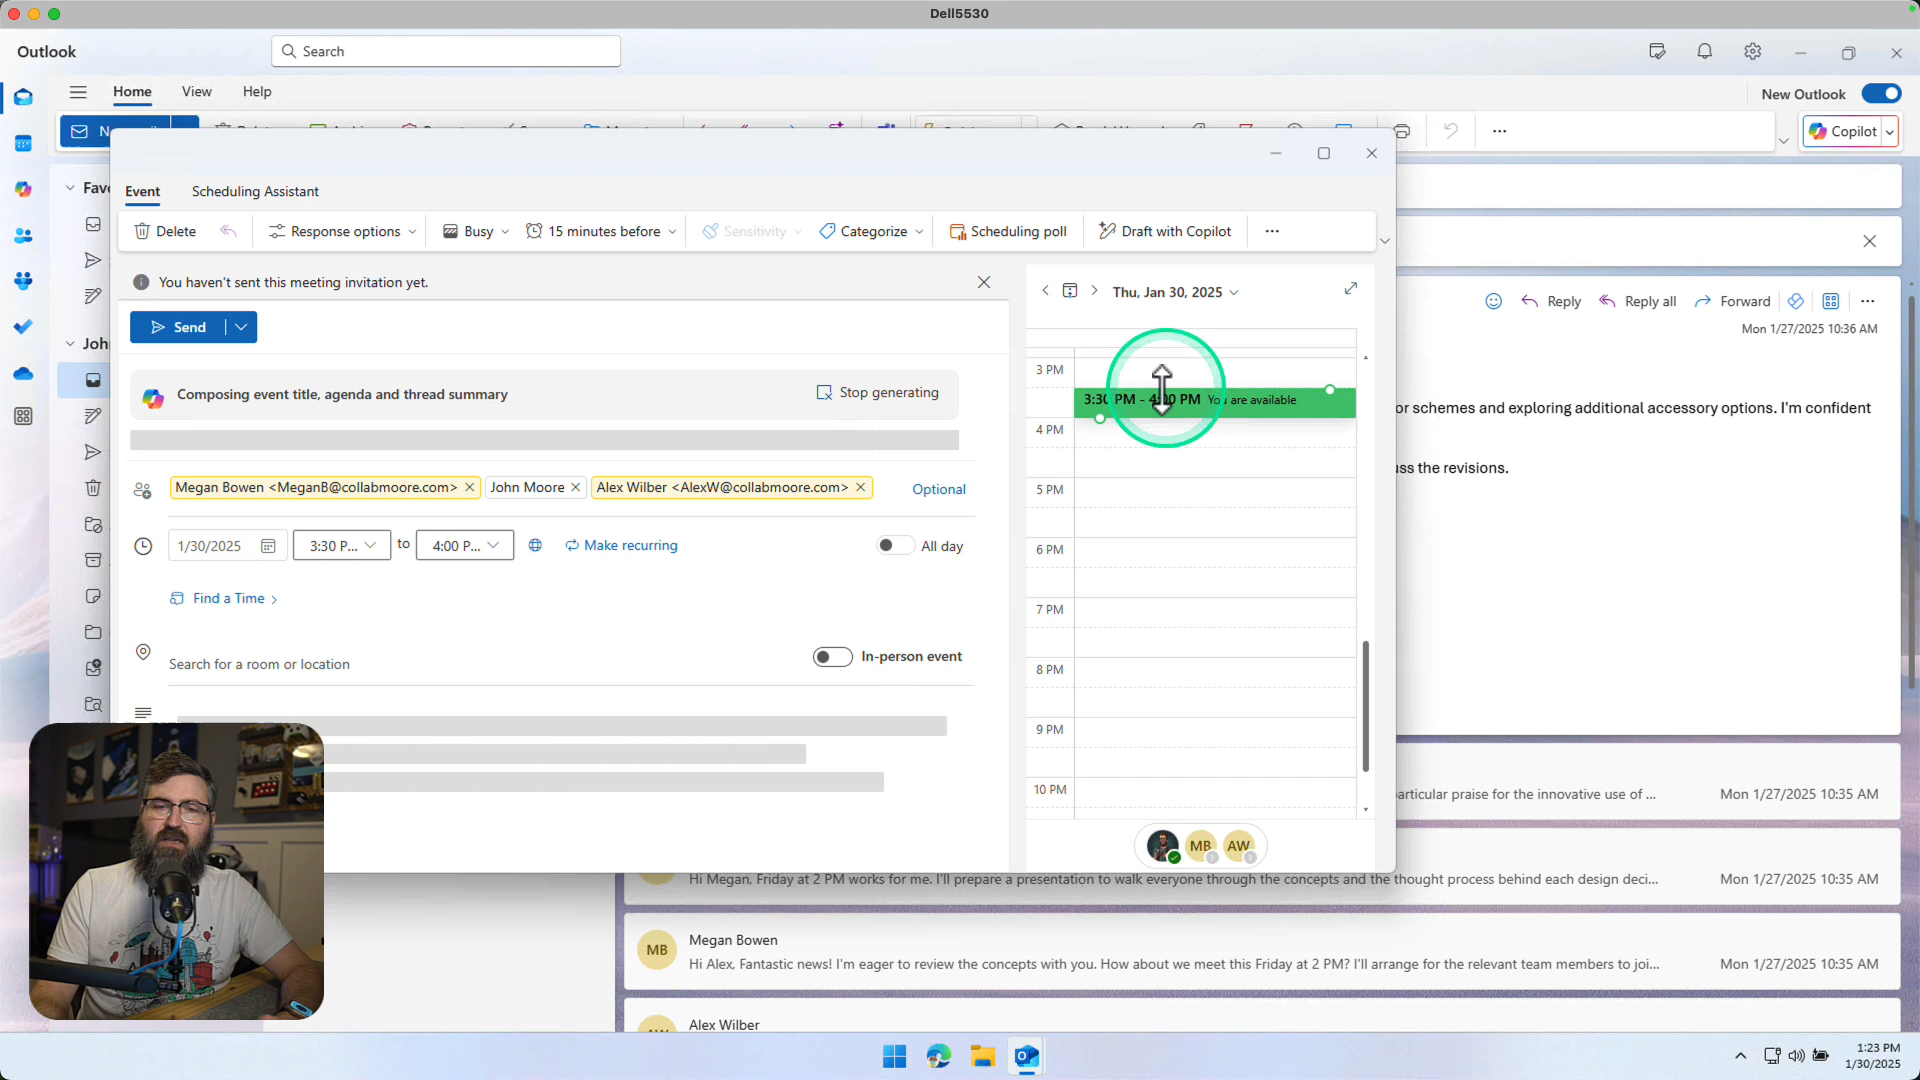 Dell5530
Outlook
Search
Home
View
Help
New Outlook
Copilot
Event
Scheduling Assistant
Delete
Response options
Busy
15 minutes before
Sensitivity
Categorize
Scheduling poll
Draft with Copilot
You haven't sent this meeting invitation yet.
Send
Composing event title, agenda and thread summary
Stop generating
Megan Bowen <MeganB@collabmoore.com>
John Moore
Alex Wilber <AlexW@collabmoore.com>
Optional
1/30/2025
3:30 P...
to
4:00 P...
Make recurring
All day
Find a Time
Search for a room or location
In-person event
Thu, Jan 30, 2025
3 PM
3:30 PM - 4:00 PM You are available
4 PM
5 PM
6 PM
7 PM
8 PM
9 PM
10 PM
MB
AW
Reply
Reply all
Forward
Mon 1/27/2025 10:36 AM
or schemes and exploring additional accessory options. I'm confident
uss the revisions.
articular praise for the innovative use of ...
Mon 1/27/2025 10:35 AM
Hi Megan, Friday at 2 PM works for me. I'll prepare a presentation to walk everyone through the concepts and the thought process behind each design deci...
Mon 1/27/2025 10:35 AM
MB
Megan Bowen
Hi Alex, Fantastic news! I'm eager to review the concepts with you. How about we meet this Friday at 2 PM? I'll arrange for the relevant team members to joi...
Mon 1/27/2025 10:35 AM
Alex Wilber
1:23 PM
1/30/2025